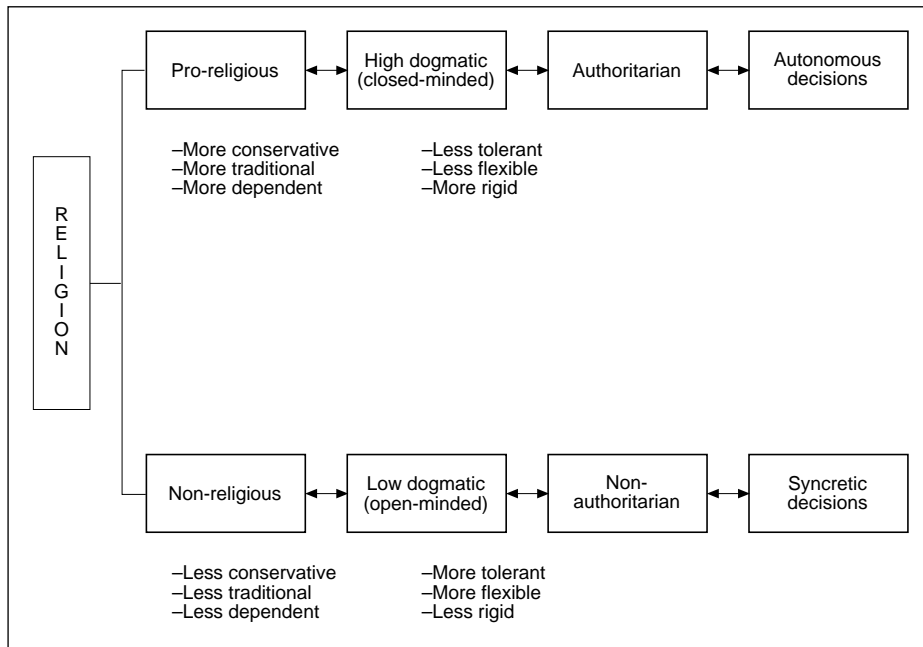 RELIGION
Pro-religious
High dogmatic
(closed-minded)
Authoritarian
Autonomous
decisions
–More conservative
–More traditional
–More dependent
–Less tolerant
–Less flexible
–More rigid
Non-religious
Low dogmatic
(open-minded)
Non-
authoritarian
Syncretic
decisions
–Less conservative
–Less traditional
–Less dependent
–More tolerant
–More flexible
–Less rigid